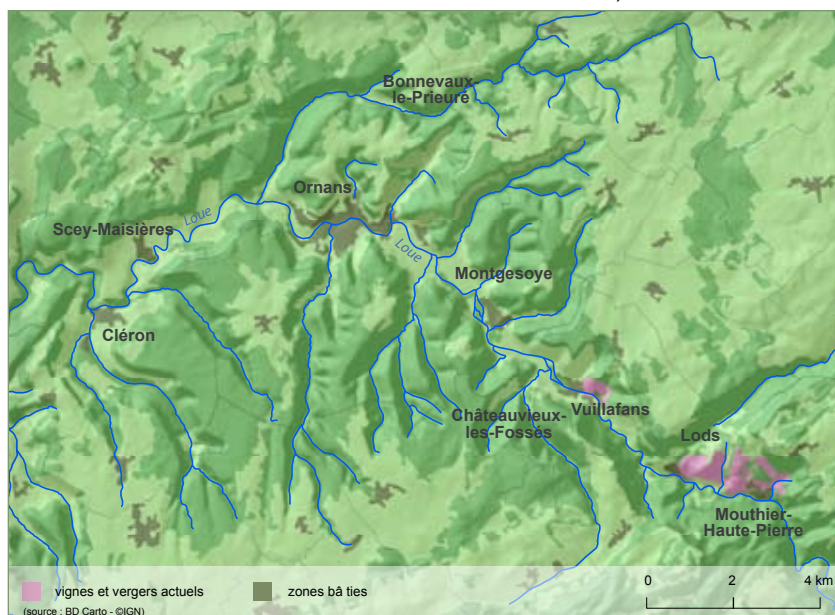 Bonnevaux-
le-Prieuré
Ornans
Loue
Scey-Maisières
Loue
Montgesoye
Cléron
Châteauvieux-
les-Fossés
Vuillafans
Lods
Mouthier-
Haute-Pierre
vignes et vergers actuels
zones bâ ties
0 2 4 km
(source : BD Carto - ©IGN)